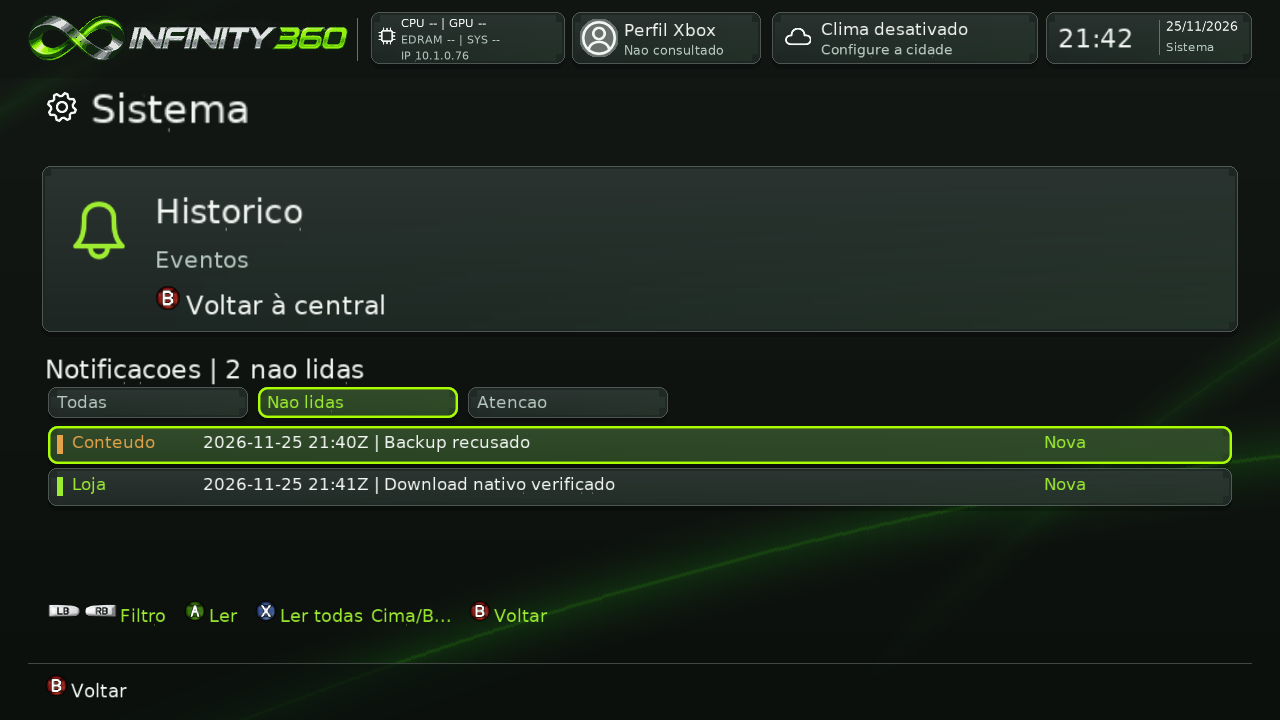 INFINITY 360
CPU -- | GPU --
EDRAM -- | SYS --
IP 10.1.0.76
Perfil Xbox
Nao consultado
Clima desativado
Configure a cidade
21:42
25/11/2026
Sistema
Sistema
Historico
Eventos
B Voltar à central
Notificacoes | 2 nao lidas
Todas
Nao lidas
Atencao
Conteudo 2026-11-25 21:40Z | Backup recusado Nova
Loja 2026-11-25 21:41Z | Download nativo verificado Nova
LB RB Filtro A Ler X Ler todas Cima/B... B Voltar
B Voltar